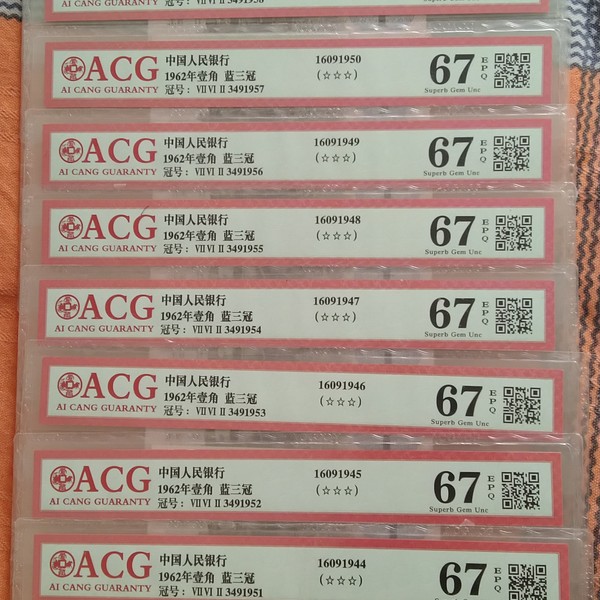 AI CANG GUARANTY
ACG
AI CANG GUARANTY
中国人民银行
1962年壹角 蓝三冠
冠号： Ⅶ Ⅵ Ⅱ 3491957
16091950
(☆☆☆)
67
EPQ
Superb Gem Unc
ACG
AI CANG GUARANTY
中国人民银行
1962年壹角 蓝三冠
冠号： Ⅶ Ⅵ Ⅱ 3491956
16091949
(☆☆☆)
67
EPQ
Superb Gem Unc
ACG
AI CANG GUARANTY
中国人民银行
1962年壹角 蓝三冠
冠号： Ⅶ Ⅵ Ⅱ 3491955
16091948
(☆☆☆)
67
EPQ
Superb Gem Unc
ACG
AI CANG GUARANTY
中国人民银行
1962年壹角 蓝三冠
冠号： Ⅶ Ⅵ Ⅱ 3491954
16091947
(☆☆☆)
67
EPQ
Superb Gem Unc
ACG
AI CANG GUARANTY
中国人民银行
1962年壹角 蓝三冠
冠号： Ⅶ Ⅵ Ⅱ 3491953
16091946
(☆☆☆)
67
EPQ
Superb Gem Unc
ACG
AI CANG GUARANTY
中国人民银行
1962年壹角 蓝三冠
冠号： Ⅶ Ⅵ Ⅱ 3491952
16091945
(☆☆☆)
67
EPQ
Superb Gem Unc
ACG
AI CANG GUARANTY
中国人民银行
1962年壹角 蓝三冠
冠号： Ⅶ Ⅵ Ⅱ 3491951
16091944
(☆☆☆)
67
EPQ